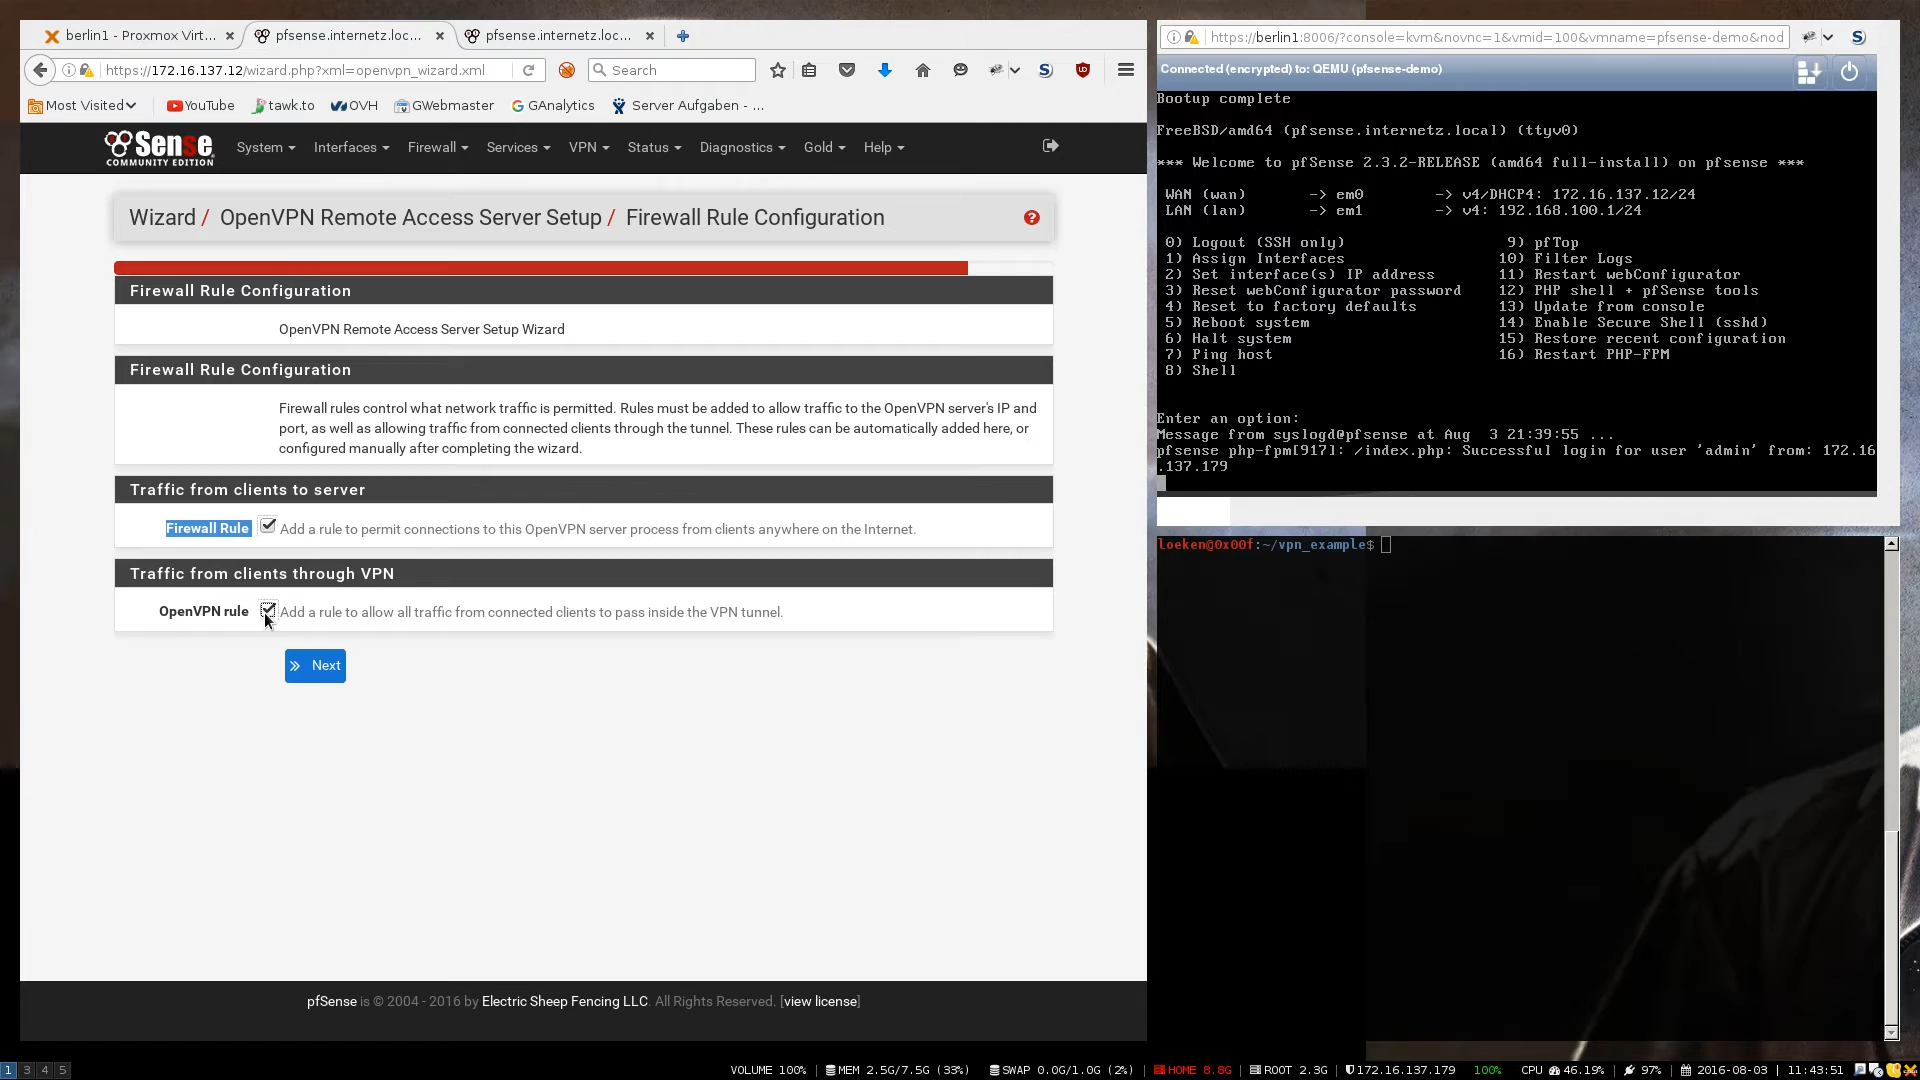 berlin1 - Proxmox Virt...
pfsense.internetz.loc...
pfsense.internetz.loc...
https://172.16.137.12/wizard.php?xml=openvpn_wizard.xml
Search
Most Visited
YouTube
tawk.to
OVH
GWebmaster
GAnalytics
Server Aufgaben - ...
Sense
COMMUNITY EDITION
System
Interfaces
Firewall
Services
VPN
Status
Diagnostics
Gold
Help
Wizard / OpenVPN Remote Access Server Setup / Firewall Rule Configuration
Firewall Rule Configuration
OpenVPN Remote Access Server Setup Wizard
Firewall Rule Configuration
Firewall rules control what network traffic is permitted. Rules must be added to allow traffic to the OpenVPN server's IP and
port, as well as allowing traffic from connected clients through the tunnel. These rules can be automatically added here, or
configured manually after completing the wizard.
Traffic from clients to server
Firewall Rule Add a rule to permit connections to this OpenVPN server process from clients anywhere on the Internet.
Traffic from clients through VPN
OpenVPN rule Add a rule to allow all traffic from connected clients to pass inside the VPN tunnel.
Next
pfSense is © 2004 - 2016 by Electric Sheep Fencing LLC. All Rights Reserved. [view license]
https://berlin1:8006/?console=kvm&novnc=1&vmid=100&vmname=pfsense-demo&nod
Connected (encrypted) to: QEMU (pfsense-demo)
Bootup complete
FreeBSD/amd64 (pfsense.internetz.local) (ttyv0)
*** Welcome to pfSense 2.3.2-RELEASE (amd64 full-install) on pfsense ***
WAN (wan) -> em0 -> v4/DHCP4: 172.16.137.12/24
LAN (lan) -> em1 -> v4: 192.168.100.1/24
0) Logout (SSH only) 9) pfTop
1) Assign Interfaces 10) Filter Logs
2) Set interface(s) IP address 11) Restart webConfigurator
3) Reset webConfigurator password 12) PHP shell + pfSense tools
4) Reset to factory defaults 13) Update from console
5) Reboot system 14) Enable Secure Shell (sshd)
6) Halt system 15) Restore recent configuration
7) Ping host 16) Restart PHP-FPM
8) Shell
Enter an option:
Message from syslogd@pfsense at Aug 3 21:39:55 ...
pfsense php-fpm[917]: /index.php: Successful login for user 'admin' from: 172.16
.137.179
loeken@0x00f:~/vpn_example$
1 3 4 5
VOLUME 100% | MEM 2.5G/7.5G (33%) | SWAP 0.0G/1.0G (2%) | HOME 8.8G | ROOT 2.3G | 172.16.137.179 100% CPU 46.19% | 97% | 2016-08-03 | 11:43:51